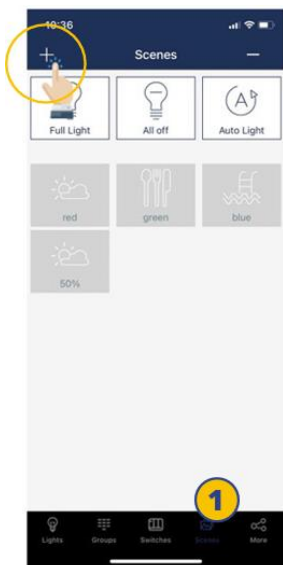 10:36
+ Scenes –
Full Light All off Auto Light
A
red green blue
50%
1
Lights Groups Switches Scenes More